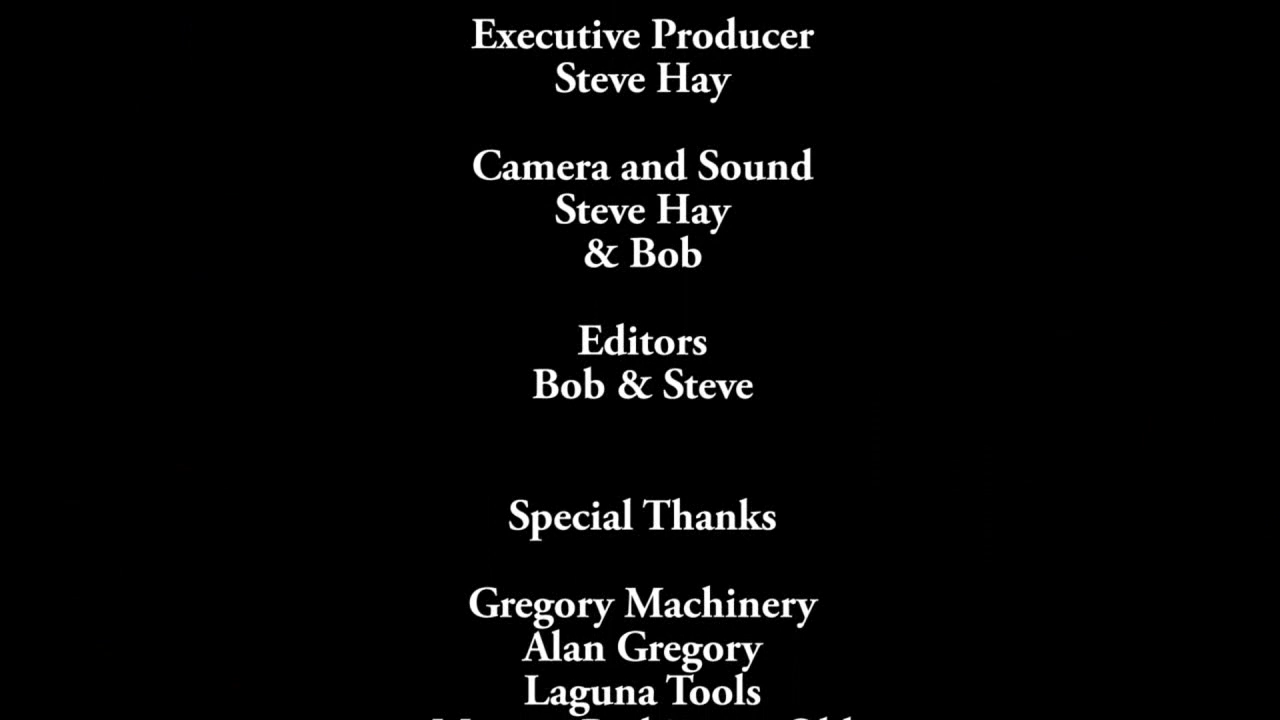 Executive Producer
Steve Hay
Camera and Sound
Steve Hay
& Bob
Editors
Bob & Steve
Special Thanks
Gregory Machinery
Alan Gregory
Laguna Tools